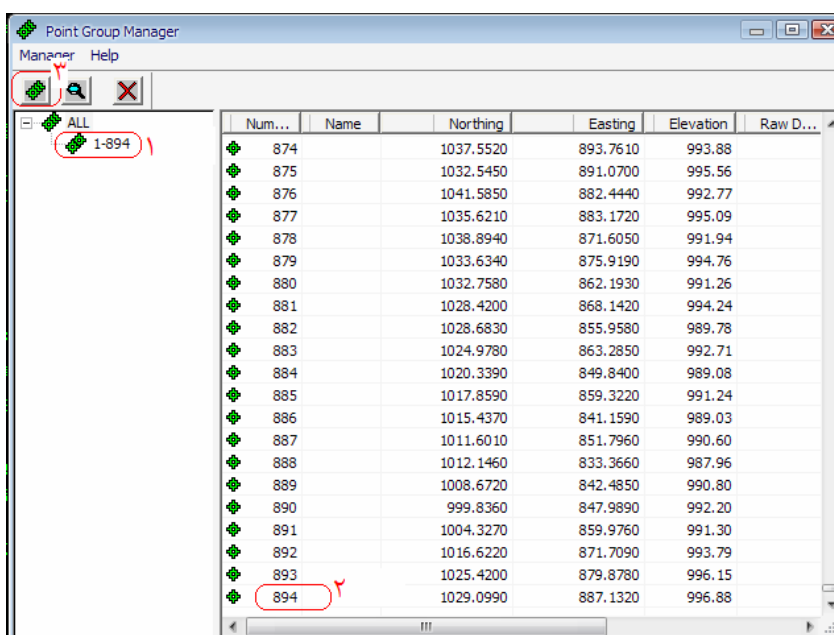 Point Group Manager
Manager Help
۳
ALL
1-894 ۱
Num... Name Northing Easting Elevation Raw D...
874 1037.5520 893.7610 993.88
875 1032.5450 891.0700 995.56
876 1041.5850 882.4440 992.77
877 1035.6210 883.1720 995.09
878 1038.8940 871.6050 991.94
879 1033.6340 875.9190 994.76
880 1032.7580 862.1930 991.26
881 1028.4200 868.1420 994.24
882 1028.6830 855.9580 989.78
883 1024.9780 863.2850 992.71
884 1020.3390 849.8400 989.08
885 1017.8590 859.3220 991.24
886 1015.4370 841.1590 989.03
887 1011.6010 851.7960 990.60
888 1012.1460 833.3660 987.96
889 1008.6720 842.4850 990.80
890 999.8360 847.9890 992.20
891 1004.3270 859.9760 991.30
892 1016.6220 871.7090 993.79
893 1025.4200 879.8780 996.15
894 ۲ 1029.0990 887.1320 996.88